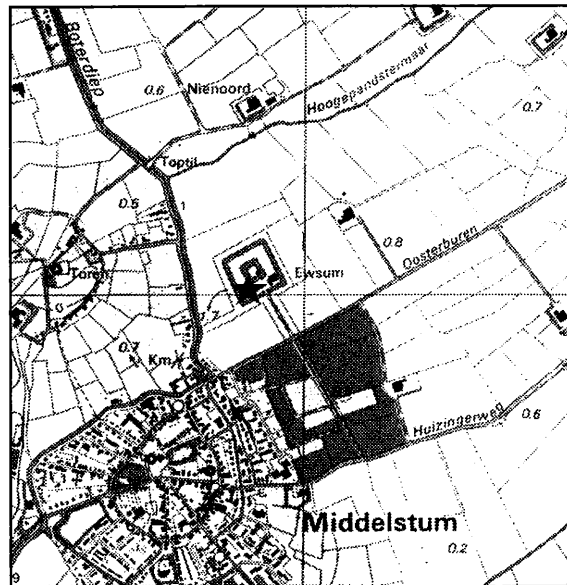 Boterdiep
0.6
Nienoord
Hoogepandstermaar
0.7
Toptil
0.5
1
0.8
Oosterburen
Toren
Ewsum
0.7
Km
Huizingerweg
0.6
Middelstum
0.2
9